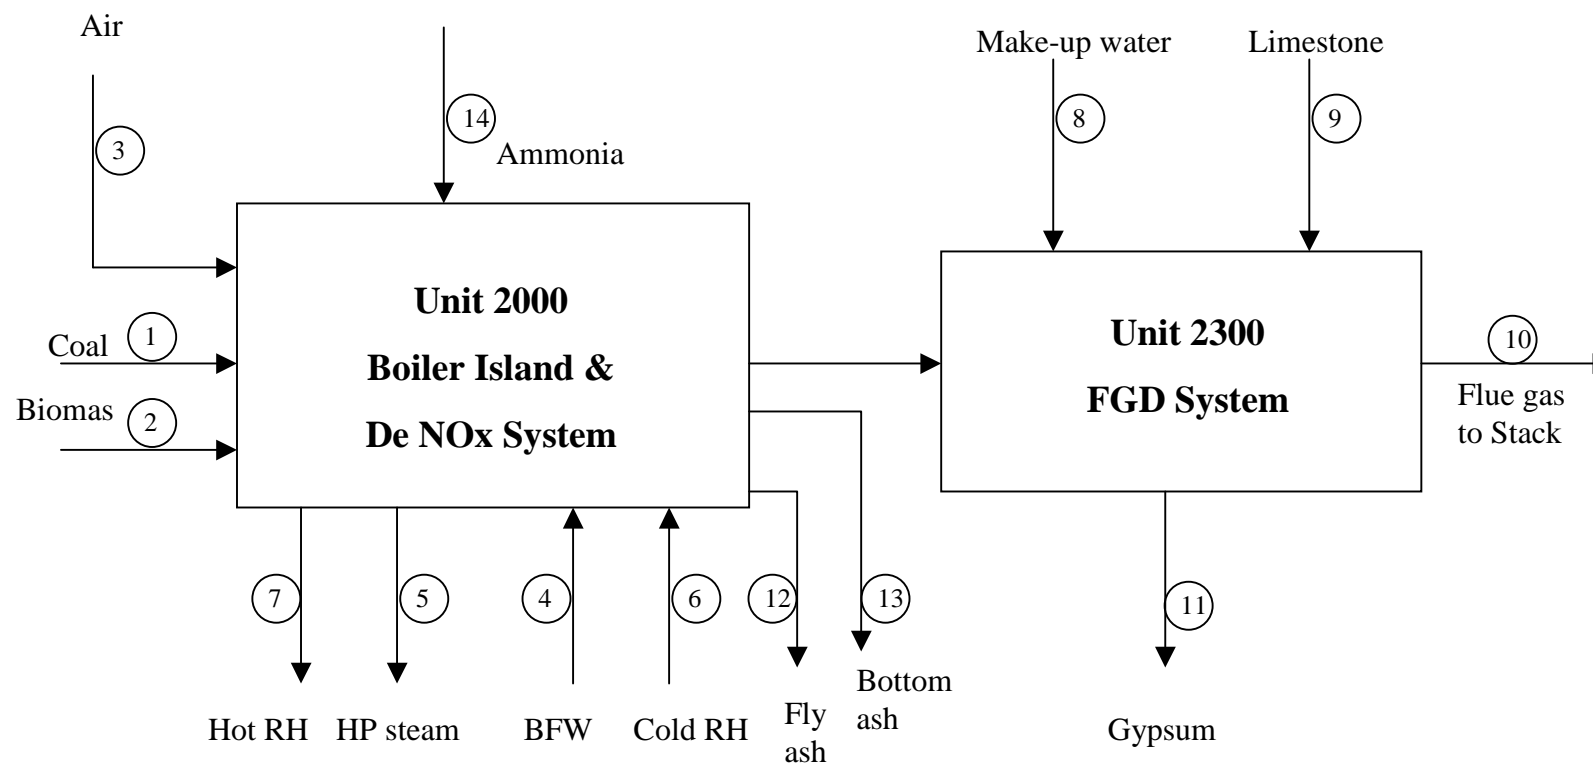 Air
Make-up water
Limestone
14
8
9
3
Ammonia
Unit 2000
Boiler Island &
De NOx System
Unit 2300
FGD System
Coal
1
10
Biomas
2
Flue gas
to Stack
7
5
4
6
12
13
11
Hot RH
HP steam
BFW
Cold RH
Fly
ash
Bottom
ash
Gypsum